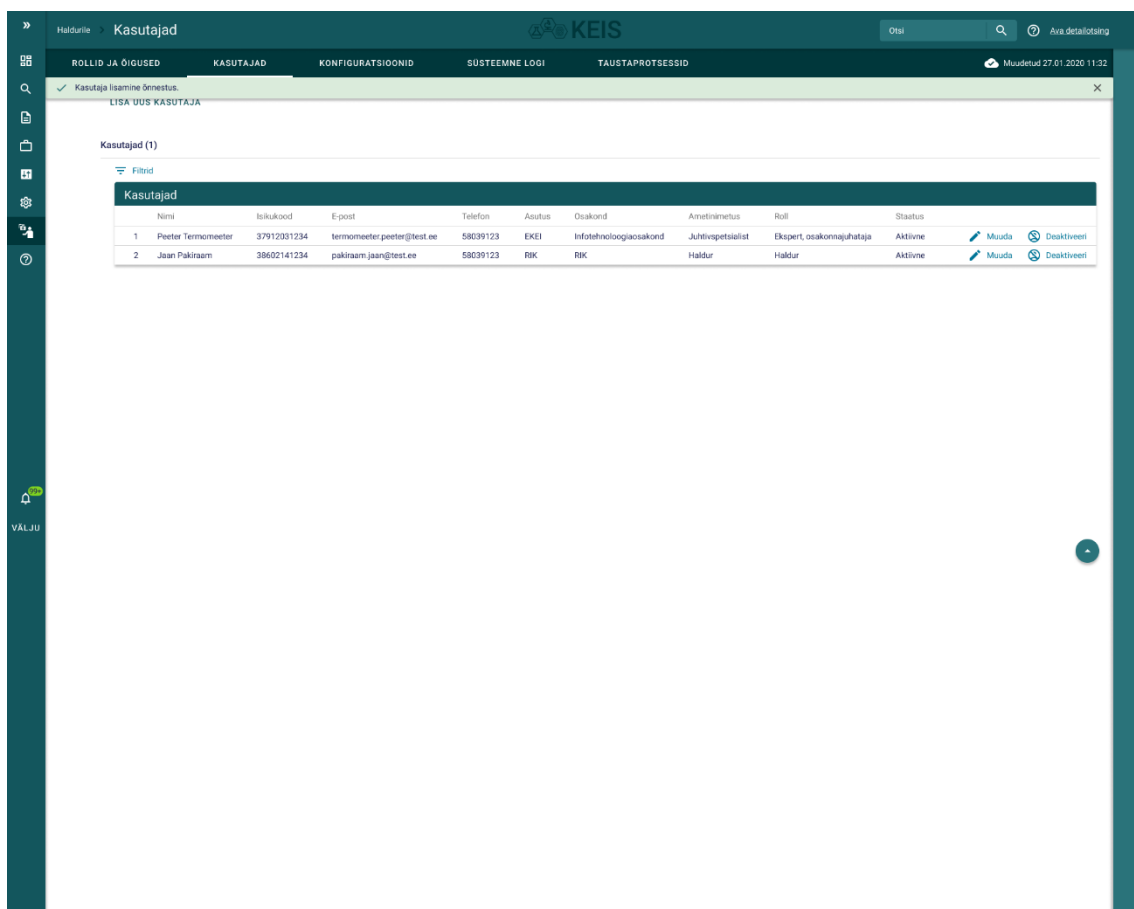 Haldurile > Kasutajad
KEIS
Otsi
Ava detailotsing
ROLLID JA ÕIGUSED KASUTAJAD KONFIGURATSIOONID SÜSTEEMNE LOGI TAUSTAPROTSESSID Muudetud 27.01.2020 11:32
Kasutaja lisamine õnnestus.
LISA UUS KASUTAJA
Kasutajad (1)
Filtrid
Kasutajad
Nimi Isikukood E-post Telefon Asutus Osakond Ametinimetus Roll Staatus
1 Peeter Termomeeter 37912031234 termomeeter.peeter@test.ee 58039123 EKEI Infotehnoloogiaosakond Juhtivspetsialist Ekspert, osakonnajuhataja Aktiivne Muuda Deaktiveeri
2 Jaan Pakiraam 38602141234 pakiraam.jaan@test.ee 58039123 RIK RIK Haldur Haldur Aktiivne Muuda Deaktiveeri
99+
VÄLJU